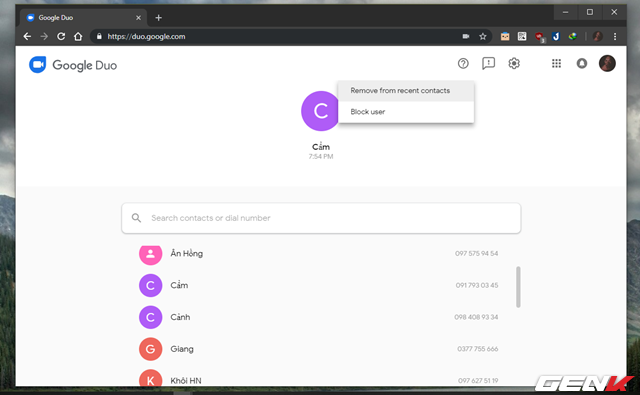 Google Duo
https://duo.google.com
Google Duo
Remove from recent contacts
Block user
C
Cẩm
7:54 PM
Search contacts or dial number
Ân Hồng 097 575 94 54
C Cẩm 091 793 03 45
C Cảnh 098 408 93 34
G Giang 0377 755 666
K Khôi HN 097 627 51 19
GENK